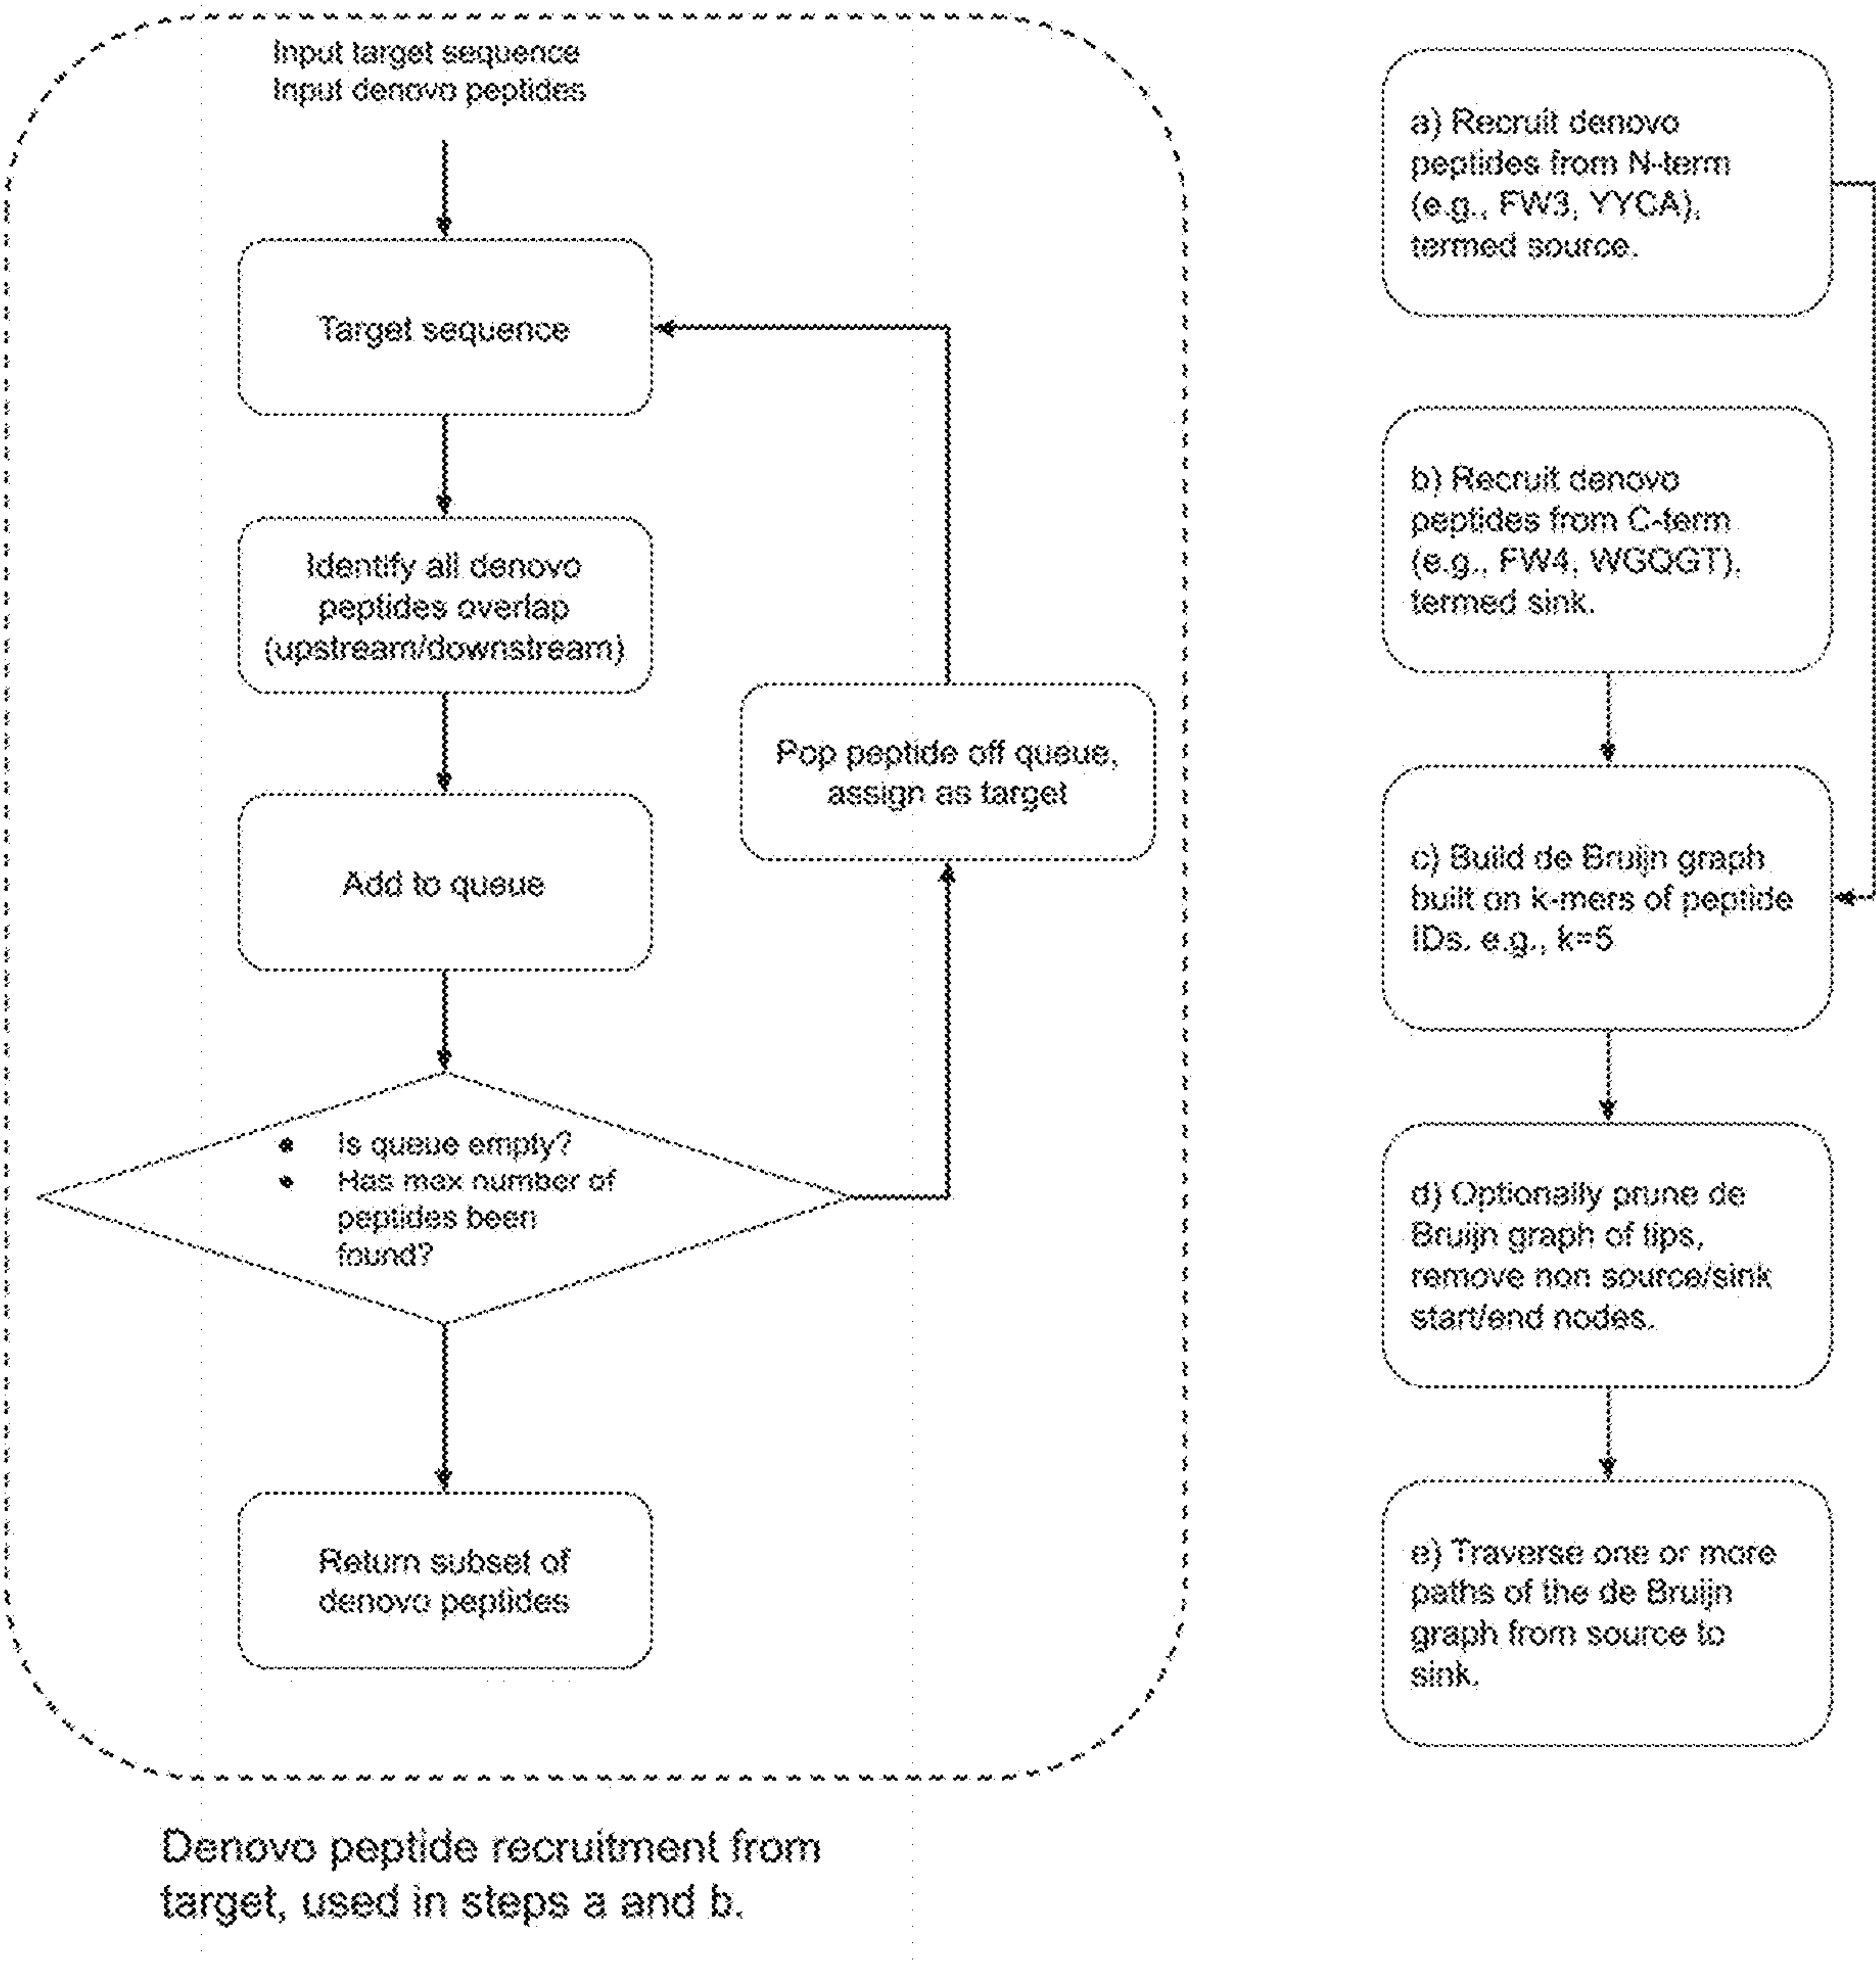 Input target sequence
Input denovo peptides
Target sequence
Identify all denovo
peptides overlap
(upstream/downstream)
Add to queue
Pop peptide off queue,
assign as target
Is queue empty?
Has max number of
peptides been
found?
Return subset of
denovo peptides
Denovo peptide recruitment from
target, used in steps a and b.
a) Recruit denovo
peptides from N-term
(e.g., FW3, YYCA),
termed source.
b) Recruit denovo
peptides from C-term
(e.g., FW4, WGQGT),
termed sink.
c) Build de Bruijn graph
built on k-mers of peptide
IDs. e.g., k=5
d) Optionally prune de
Bruijn graph of tips,
remove non source/sink
start/end nodes.
e) Traverse one or more
paths of the de Bruijn
graph from source to
sink.